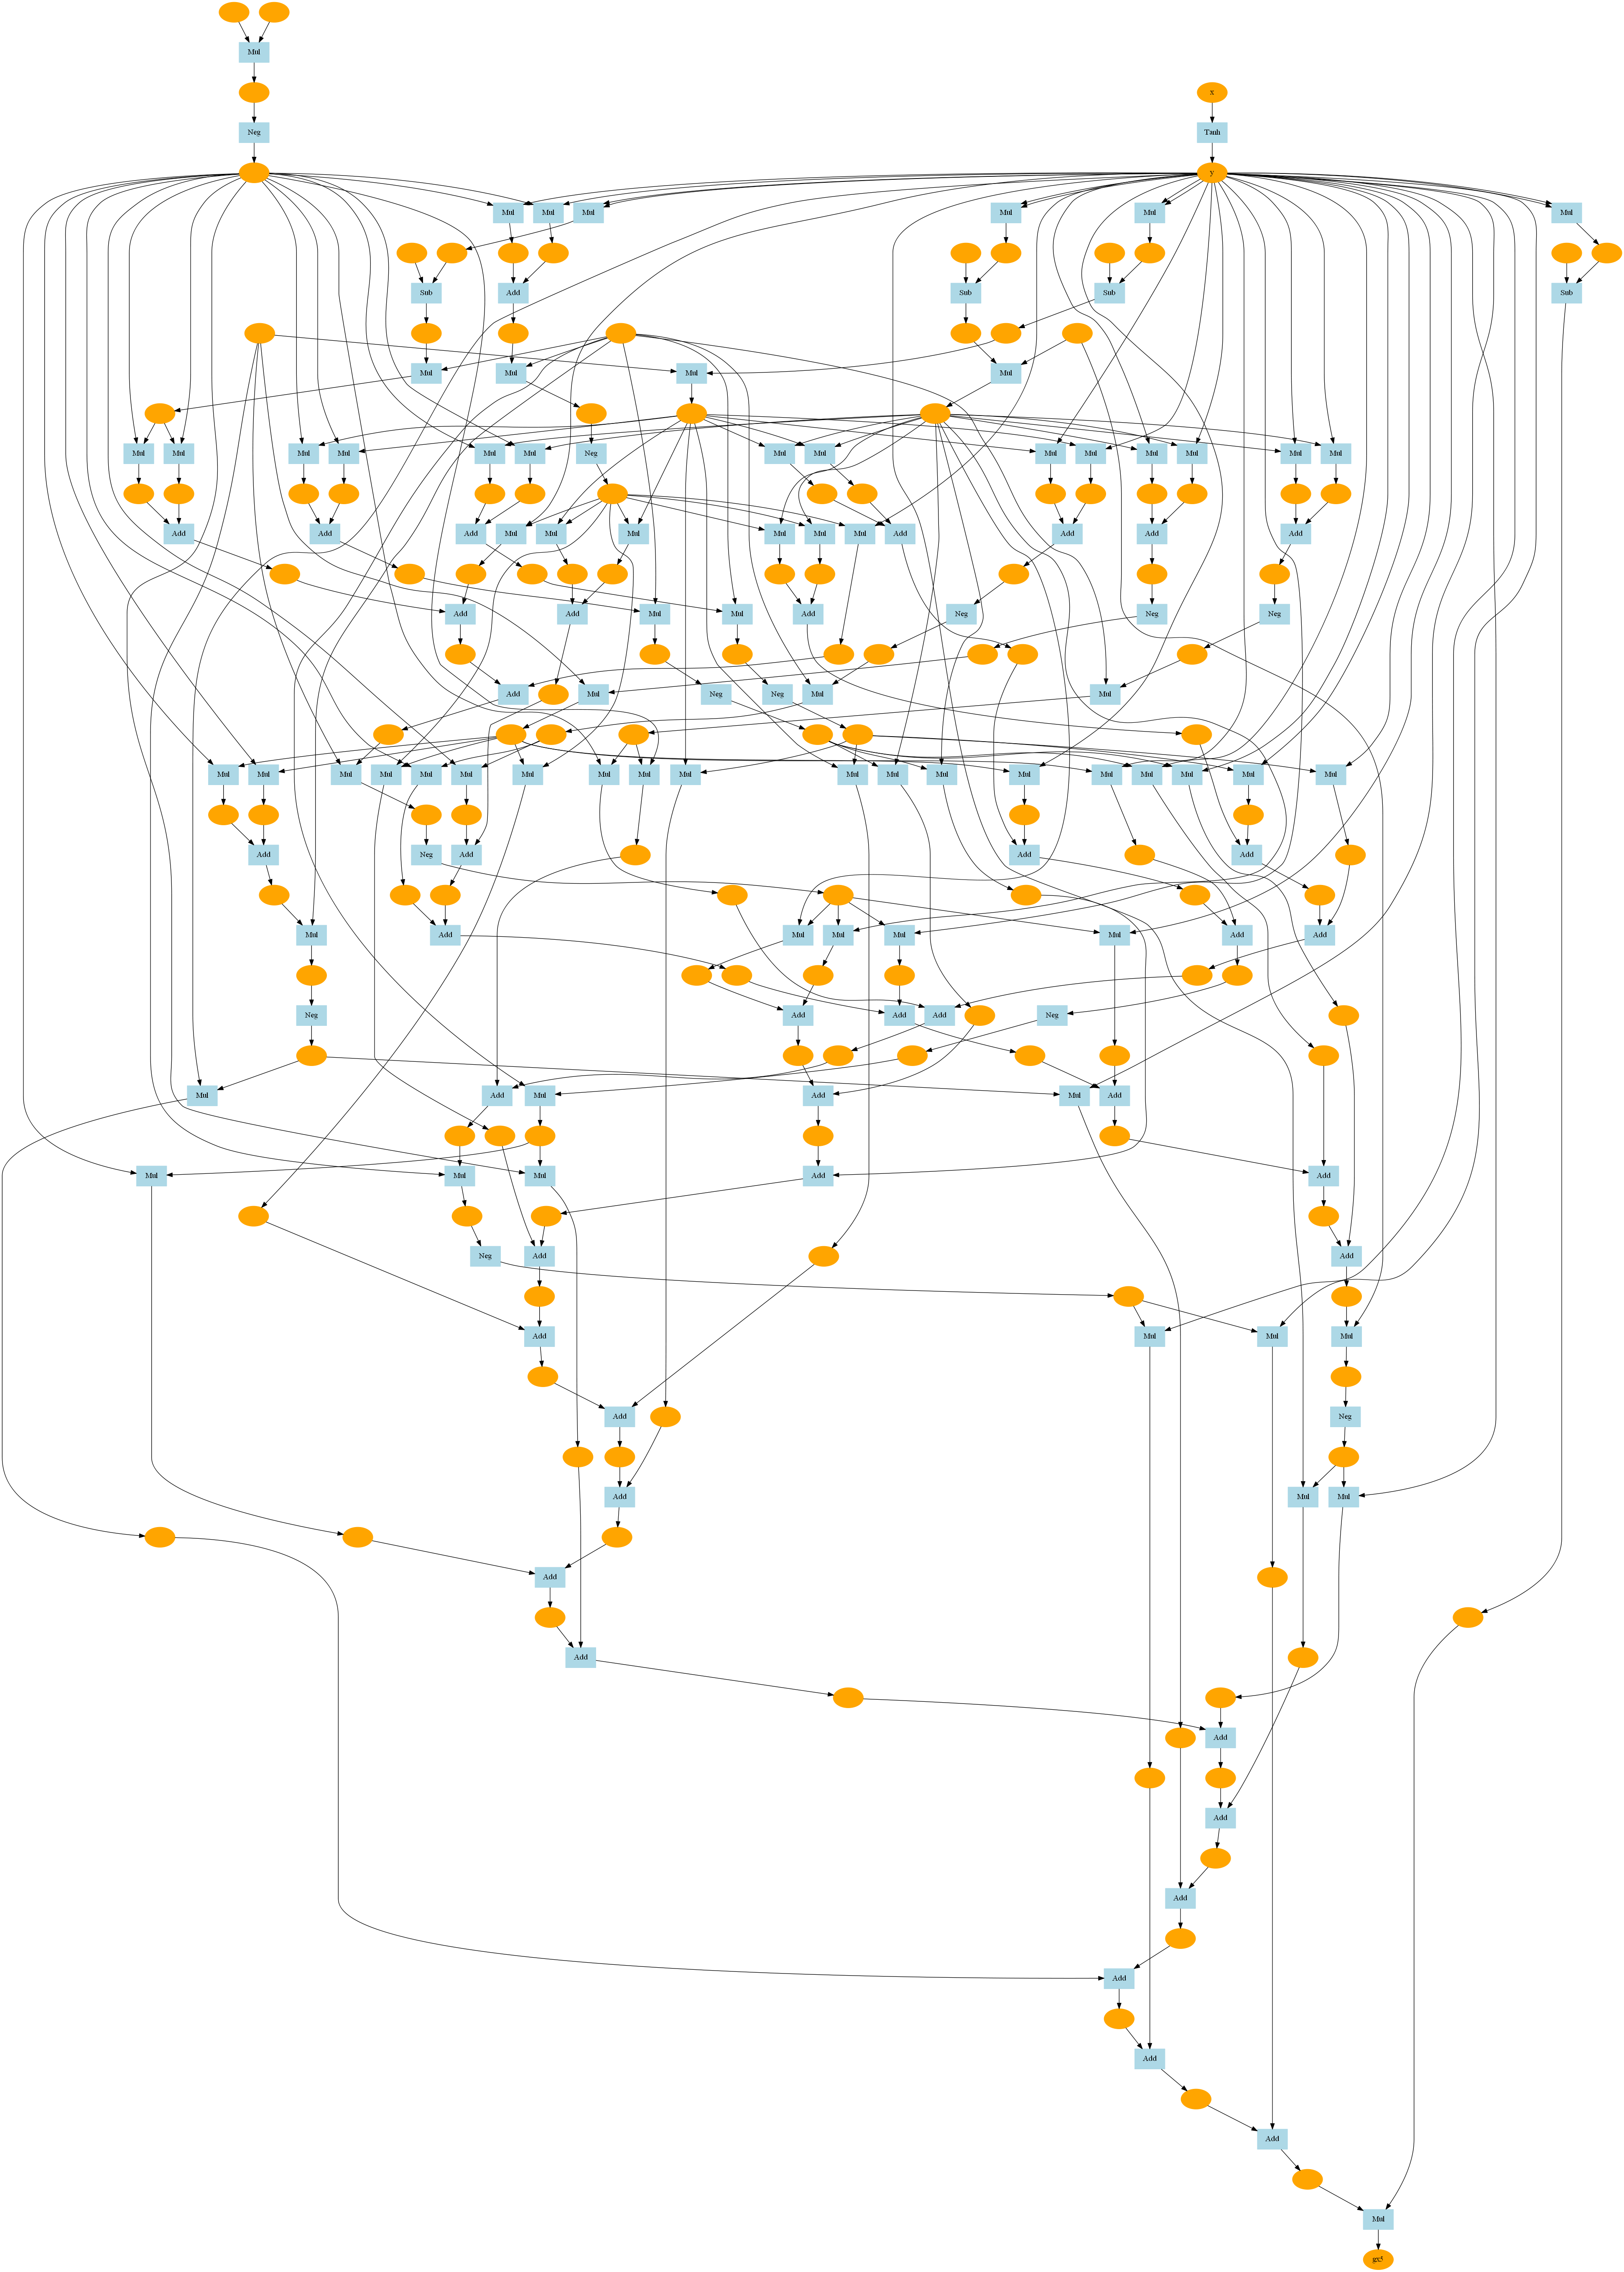 Mul
x
Neg Tanh
y
Mul Mul Mul Mul Mul Mul
Sub Add Sub Sub Sub
Mul Mul Mul Mul
Mul Mul Mul Mul Mul Mul Neg Mul Mul Mul Mul Mul Mul Mul Mul
Add Add Add Mul Mul Mul Mul Mul Mul Add Add Add Add
Add Add Mul Mul Add Neg Neg Neg
Add Mul Neg Neg Mul Mul
Mul Mul Mul Mul Mul Mul Mul Mul Mul Mul Mul Mul Mul Mul Mul Mul Mul Mul Mul
Add Neg Add Add Add
Mul Add Mul Mul Mul Mul Add Add
Neg Add Add Add Neg
Mul Add Mul Add Mul Add
Mul Mul Mul Add Add
Neg Add Add
Add Mul Mul Mul
Add Neg
Add Mul Mul
Add
Add
Add
Add
Add
Add
Add
Add
Mul
gx5